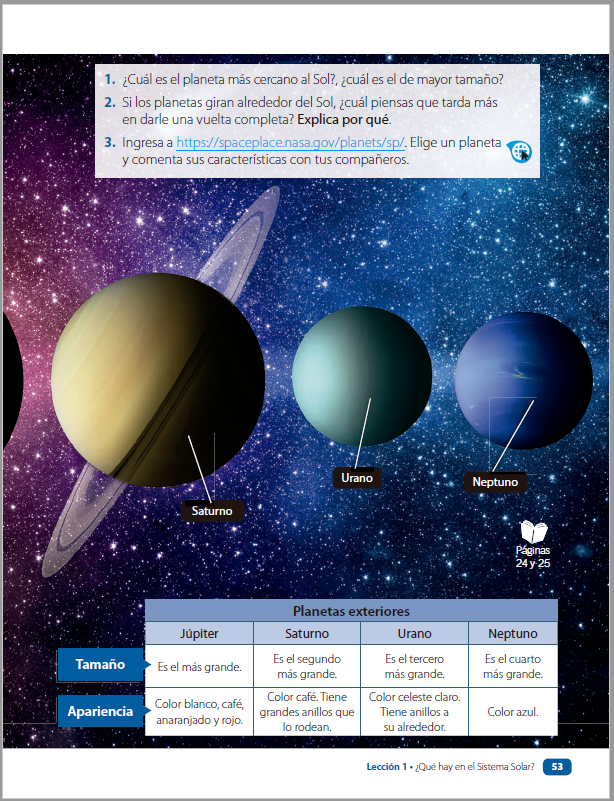 1. ¿Cuál es el planeta más cercano al Sol?, ¿cuál es el de mayor tamaño?
2. Si los planetas giran alrededor del Sol, ¿cuál piensas que tarda más
en darle una vuelta completa? Explica por qué.
3. Ingresa a https://spaceplace.nasa.gov/planets/sp/. Elige un planeta
y comenta sus características con tus compañeros.
Urano
Neptuno
Saturno
Páginas
24 y 25
Planetas exteriores
Júpiter Saturno Urano Neptuno
Tamaño
Es el más grande.
Es el segundo
más grande.
Es el tercero
más grande.
Es el cuarto
más grande.
Apariencia
Color blanco, café,
anaranjado y rojo.
Color café. Tiene
grandes anillos que
lo rodean.
Color celeste claro.
Tiene anillos a
su alrededor.
Color azul.
Lección 1 • ¿Qué hay en el Sistema Solar? 53